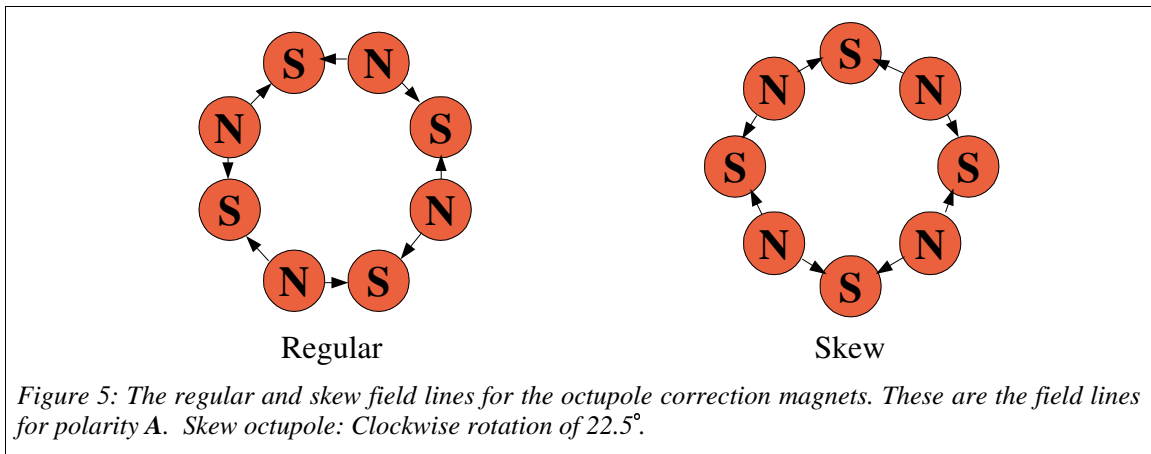 S N S
N N N
N S
S S
S N
N N
N S S
Regular Skew
Figure 5: The regular and skew field lines for the octupole correction magnets. These are the field lines
for polarity A. Skew octupole: Clockwise rotation of 22.5°.